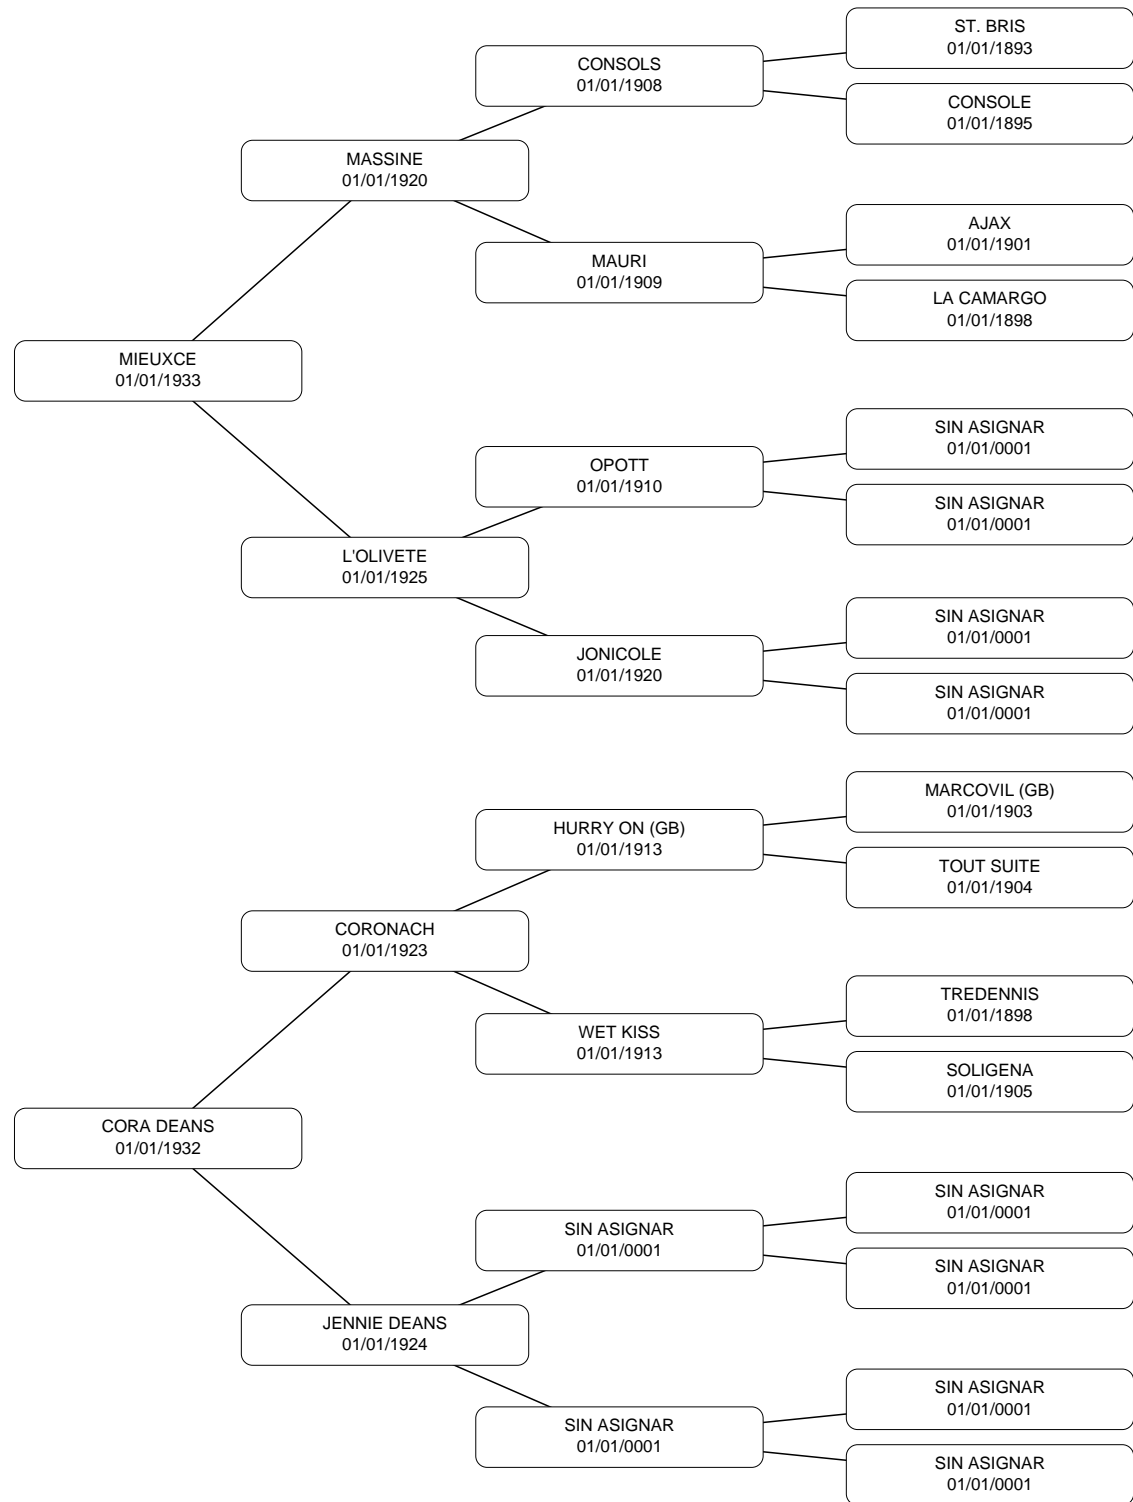 ST. BRIS
01/01/1893
CONSOLS
01/01/1908
CONSOLE
01/01/1895
MASSINE
01/01/1920
AJAX
01/01/1901
MAURI
01/01/1909
LA CAMARGO
01/01/1898
MIEUXCE
01/01/1933
SIN ASIGNAR
01/01/0001
OPOTT
01/01/1910
SIN ASIGNAR
01/01/0001
L'OLIVETE
01/01/1925
SIN ASIGNAR
01/01/0001
JONICOLE
01/01/1920
SIN ASIGNAR
01/01/0001
MARCOVIL (GB)
01/01/1903
HURRY ON (GB)
01/01/1913
TOUT SUITE
01/01/1904
CORONACH
01/01/1923
TREDENNIS
01/01/1898
WET KISS
01/01/1913
SOLIGENA
01/01/1905
CORA DEANS
01/01/1932
SIN ASIGNAR
01/01/0001
SIN ASIGNAR
01/01/0001
SIN ASIGNAR
01/01/0001
JENNIE DEANS
01/01/1924
SIN ASIGNAR
01/01/0001
SIN ASIGNAR
01/01/0001
SIN ASIGNAR
01/01/0001